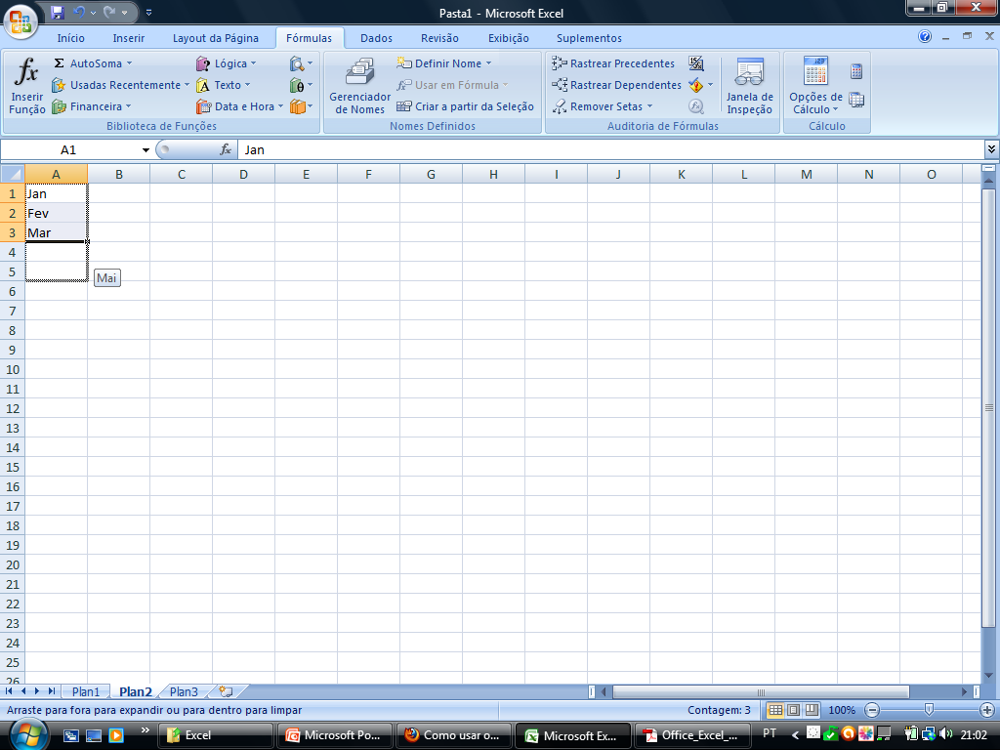 Pasta1 - Microsoft Excel
Início Inserir Layout da Página Fórmulas Dados Revisão Exibição Suplementos
fx Σ AutoSoma Lógica Definir Nome Rastrear Precedentes
Usadas Recentemente Texto Usar em Fórmula Rastrear Dependentes
Inserir Função Financeira Data e Hora Gerenciador de Nomes Criar a partir da Seleção Remover Setas Janela de Inspeção Opções de Cálculo
Biblioteca de Funções Nomes Definidos Auditoria de Fórmulas Cálculo
A1 fx Jan
A B C D E F G H I J K L M N O
1 Jan
2 Fev
3 Mar
4
5 Mai
6
7
8
9
10
11
12
13
14
15
16
17
18
19
20
21
22
23
24
25
26
Plan1 Plan2 Plan3
Arraste para fora para expandir ou para dentro para limpar Contagem: 3 100%
Excel Microsoft Po... Como usar o... Microsoft Ex... Office_Excel_... PT 21:02